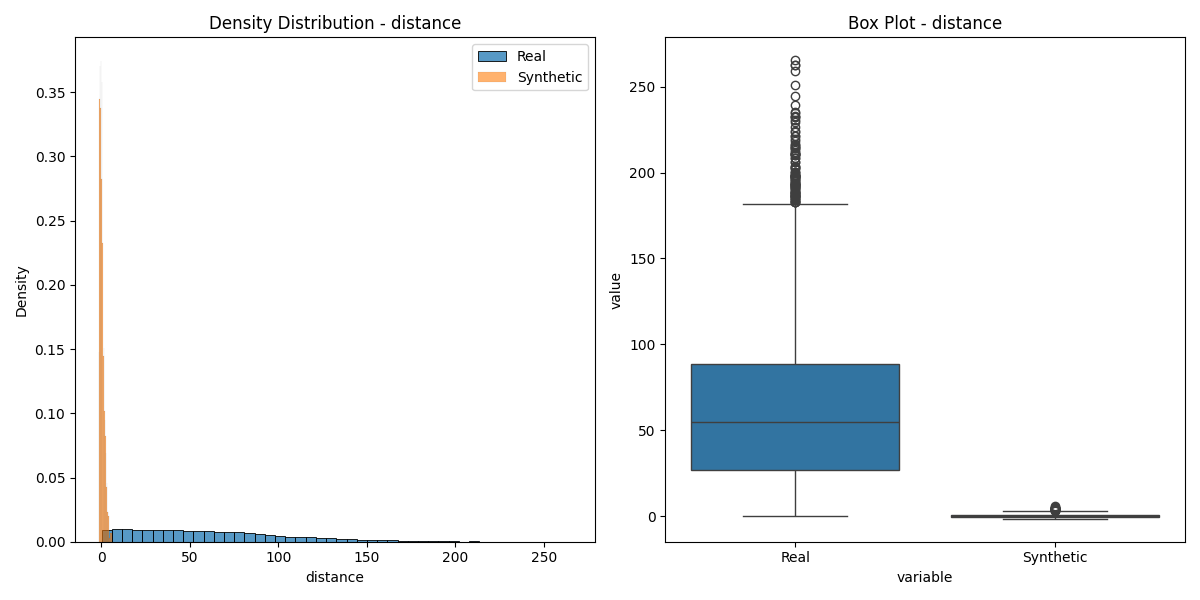 Density Distribution - distance
Real
Synthetic
0.35
0.30
0.25
0.20
0.15
0.10
0.05
0.00
Density
0
50
100
150
200
250
distance
Box Plot - distance
250
200
150
100
50
0
value
Real
Synthetic
variable